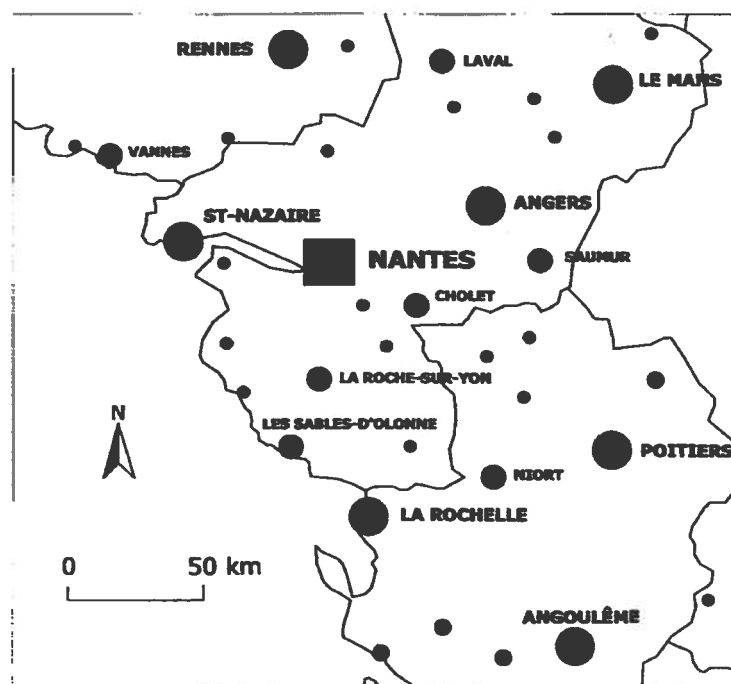 RENNES
LAVAL
LE MANS
VANNES
ANGERS
ST-NAZAIRE
NANTES
SAUMUR
CHOLET
LA ROCHE-SUR-YON
N
LES SABLES-D'OLONNE
POITIERS
NIORT
LA ROCHELLE
0 50 km
ANGOULÊME